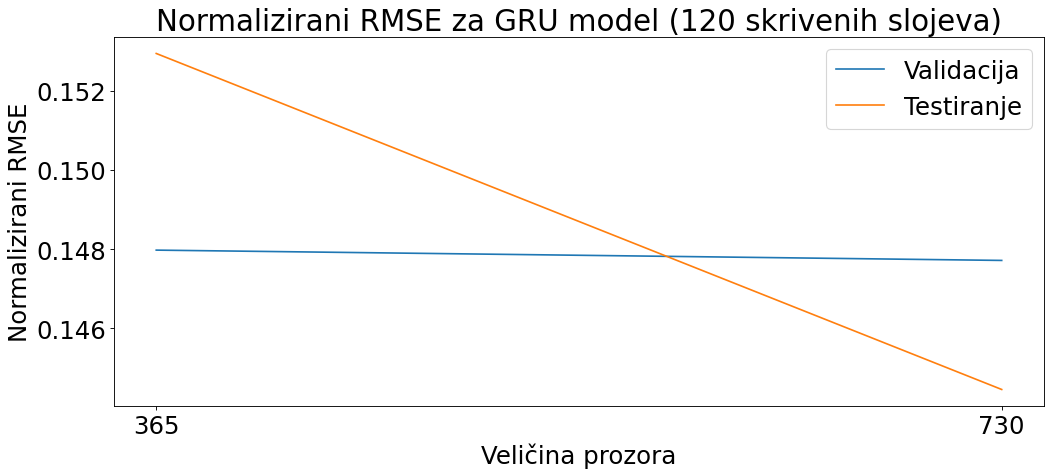 Normalizirani RMSE za GRU model (120 skrivenih slojeva)
Validacija
Testiranje
0.152
0.150
0.148
0.146
Normalizirani RMSE
365
730
Veličina prozora